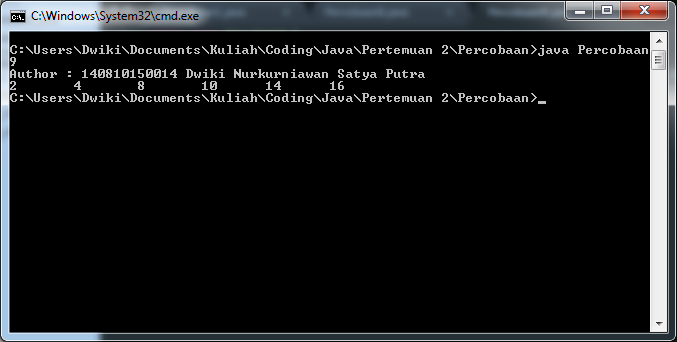 C:\Windows\System32\cmd.exe
C:\Users\Dwiki\Documents\Kuliah\Coding\Java\Pertemuan 2\Percobaan>java Percobaan
9
Author : 140810150014 Dwiki Nurkurniawan Satya Putra
2 4 8 10 14 16
C:\Users\Dwiki\Documents\Kuliah\Coding\Java\Pertemuan 2\Percobaan>_